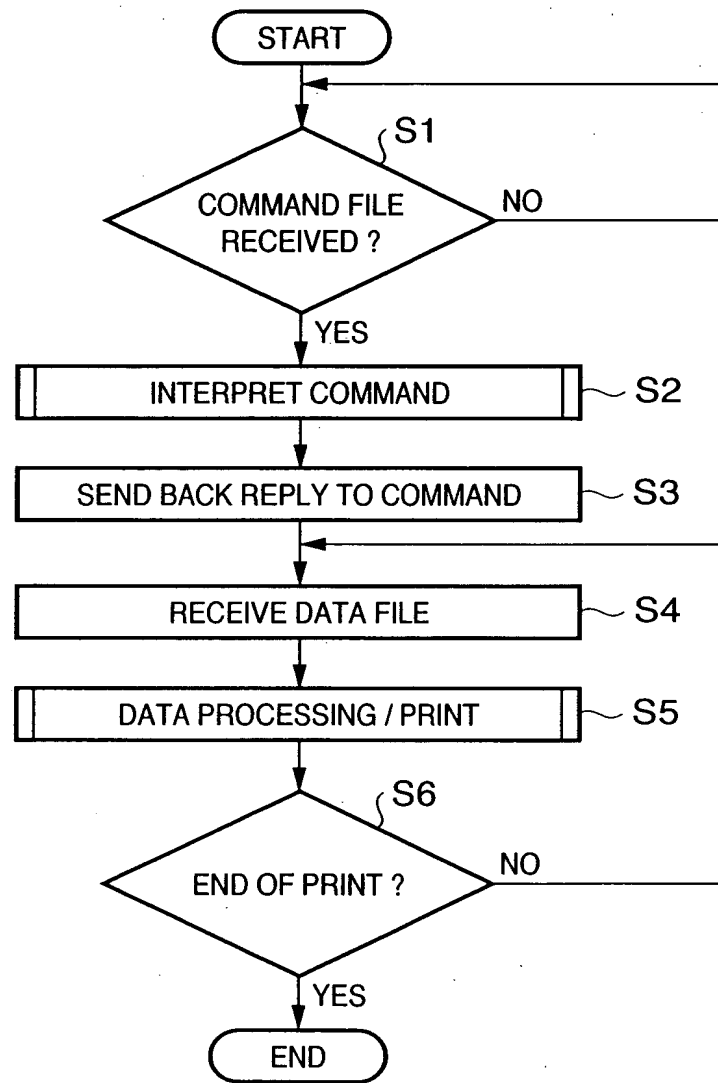 START
S1
COMMAND FILE
RECEIVED ?
NO
YES
INTERPRET COMMAND
S2
SEND BACK REPLY TO COMMAND
S3
RECEIVE DATA FILE
S4
DATA PROCESSING / PRINT
S5
S6
END OF PRINT ?
NO
YES
END